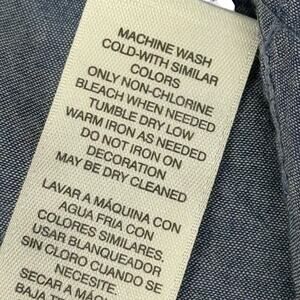 MACHINE WASH
COLD-WITH SIMILAR
COLORS
ONLY NON-CHLORINE
BLEACH WHEN NEEDED
TUMBLE DRY LOW
WARM IRON AS NEEDED
DO NOT IRON ON
DECORATION
MAY BE DRY CLEANED
LAVAR A MÁQUINA CON
AGUA FRIA CON
COLORES SIMILARES.
USAR BLANQUEADOR
SIN CLORO CUANDO SE
NECESITE.
SECAR A MÁQUINA
BAJA